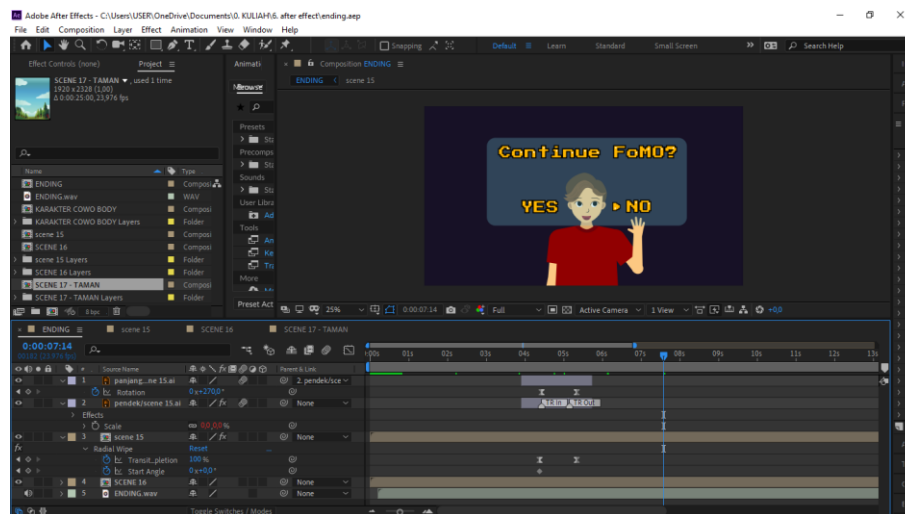 Adobe After Effects - C:\Users\USER\OneDrive\Documents\0. KULIAH\6. after effect\ending.aep
File Edit Composition Layer Effect Animation View Window Help
Snapping
Default
Learn
Standard
Small Screen
Search Help
Effect Controls (none)
Project
Animati
Composition ENDING
SCENE 17 - TAMAN , used 1 time
1920 x 2328 (1,00)
Δ 0:00:25:00, 23,976 fps
ENDING
scene 15
Browse
Presets
Precomps
Sounds
User Libra
Tools
More
Preset Act
Name
Type
ENDING Composi
ENDING.wav WAV
KARAKTER COWO BODY Composi
KARAKTER COWO BODY Layers Folder
scene 15 Composi
SCENE 16 Composi
scene 15 Layers Folder
SCENE 16 Layers Folder
SCENE 17 - TAMAN Composi
SCENE 17 - TAMAN Layers Folder
8 bpc
Continue FoMO?
YES
NO
25%
0:00:07:14
Full
Active Camera
1 View
+0,0
ENDING
scene 15
SCENE 16
SCENE 17 - TAMAN
0:00:07:14
00183 (23.976 fps)
:00s 01s 02s 03s 04s 05s 06s 07s 08s 09s 10s 11s 12s 13s
# Source Name
Parent & Link
1 panjang...ne 15.ai
2. pendek/sce
Rotation
0x+270,0°
2 pendek/scene 15.ai
None
TR In
TR Out
Effects
Scale
0,0,0,0%
3 scene 15
None
Radial Wipe
Reset
Transit...pletion
100%
Start Angle
0x+0,0°
4 SCENE 16
None
5 ENDING.wav
None
Toggle Switches / Modes